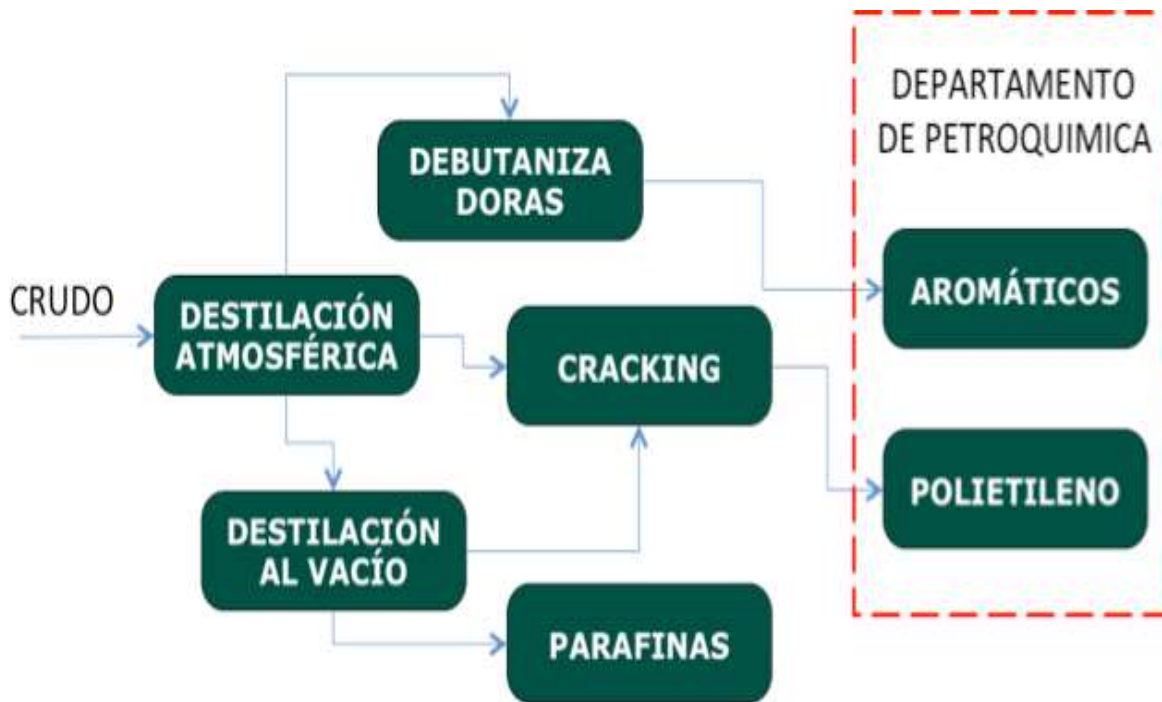 DEPARTAMENTO
DE PETROQUIMICA
DEBUTANIZA
DORAS
CRUDO
DESTILACIÓN
ATMOSFÉRICA
CRACKING
AROMÁTICOS
DESTILACIÓN
AL VACÍO
POLIETILENO
PARAFINAS